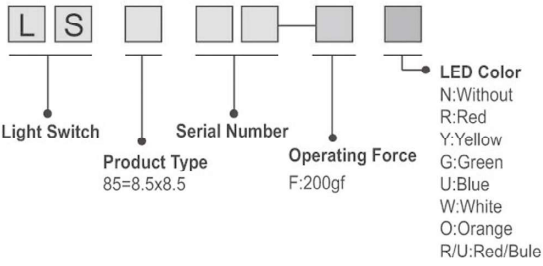 L S
Light Switch
Product Type
85=8.5x8.5
Serial Number
Operating Force
F:200gf
LED Color
N:Without
R:Red
Y:Yellow
G:Green
U:Blue
W:White
O:Orange
R/U:Red/Bule